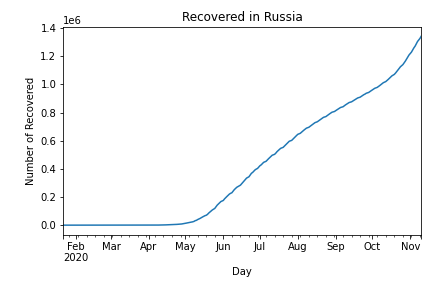 Recovered in Russia
1e6
1.4
1.2
1.0
0.8
0.6
0.4
0.2
0.0
Number of Recovered
Feb Mar Apr May Jun Jul Aug Sep Oct Nov
2020
Day